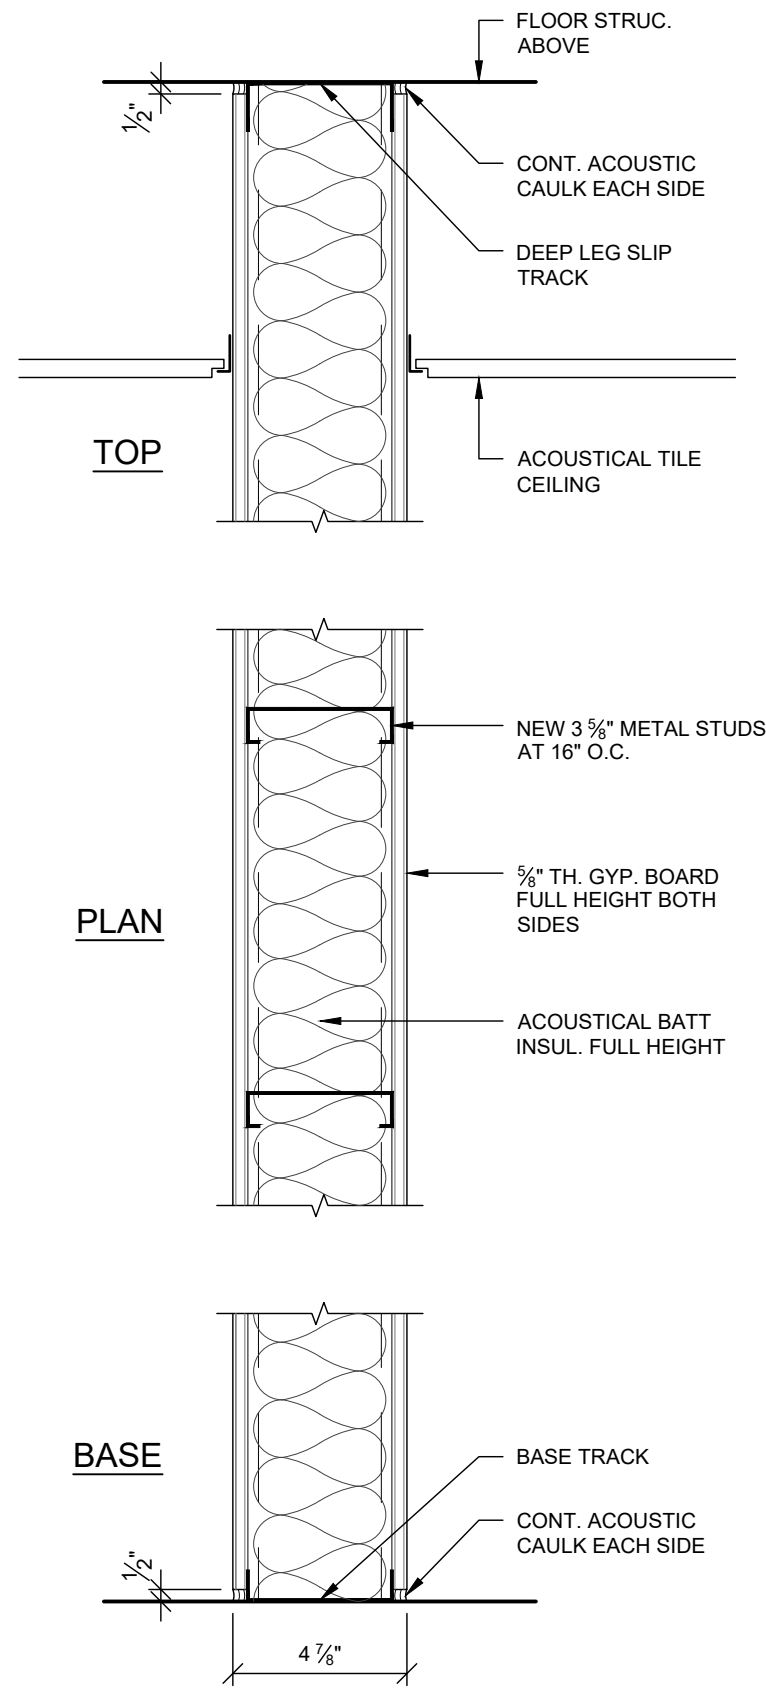 FLOOR STRUC.
ABOVE
1/2"
CONT. ACOUSTIC
CAULK EACH SIDE
DEEP LEG SLIP
TRACK
TOP
ACOUSTICAL TILE
CEILING
NEW 3 5/8" METAL STUDS
AT 16" O.C.
5/8" TH. GYP. BOARD
FULL HEIGHT BOTH
SIDES
PLAN
ACOUSTICAL BATT
INSUL. FULL HEIGHT
BASE
BASE TRACK
CONT. ACOUSTIC
CAULK EACH SIDE
1/2"
4 7/8"